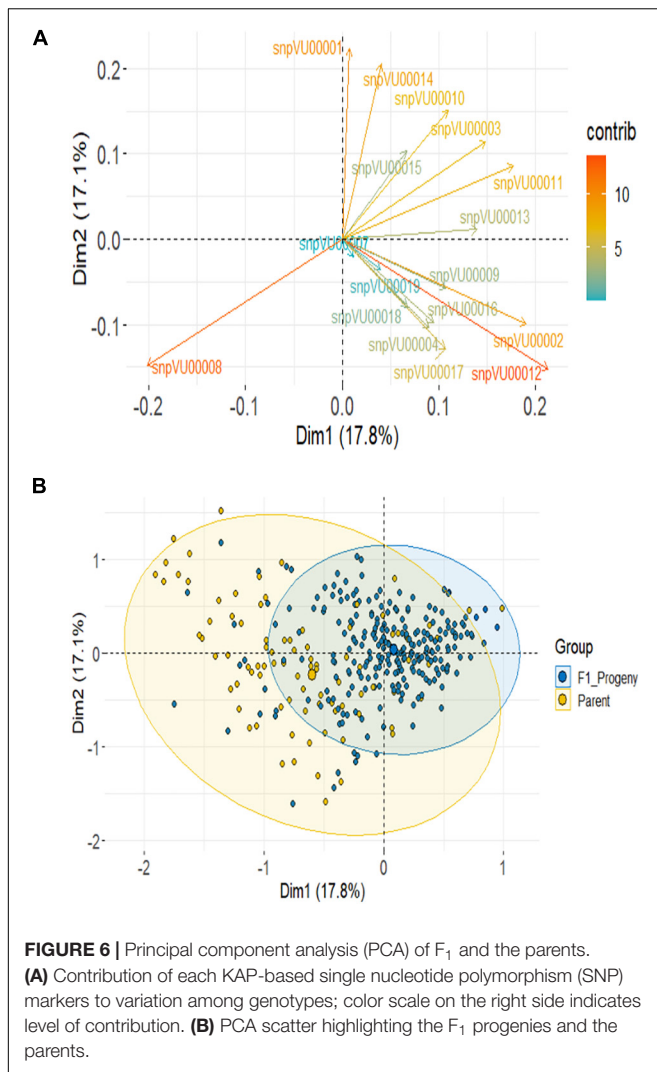 A
snpVU00001
snpVU00014
snpVU00010
snpVU00003
snpVU00015
snpVU00011
snpVU00013
snpVU00007
snpVU00009
snpVU00019
snpVU00018
snpVU00016
snpVU00002
snpVU00004
snpVU00008
snpVU00017
snpVU00012
0.2
0.1
0.0
-0.1
Dim2 (17.1%)
-0.2
-0.1
0.0
0.1
0.2
Dim1 (17.8%)
contrib
10
5
B
1
0
-1
-2
Dim2 (17.1%)
-2
-1
0
1
Dim1 (17.8%)
Group
F1_Progeny
Parent
FIGURE 6 | Principal component analysis (PCA) of F₁ and the parents.
(A) Contribution of each KAP-based single nucleotide polymorphism (SNP)
markers to variation among genotypes; color scale on the right side indicates
level of contribution. (B) PCA scatter highlighting the F₁ progenies and the
parents.